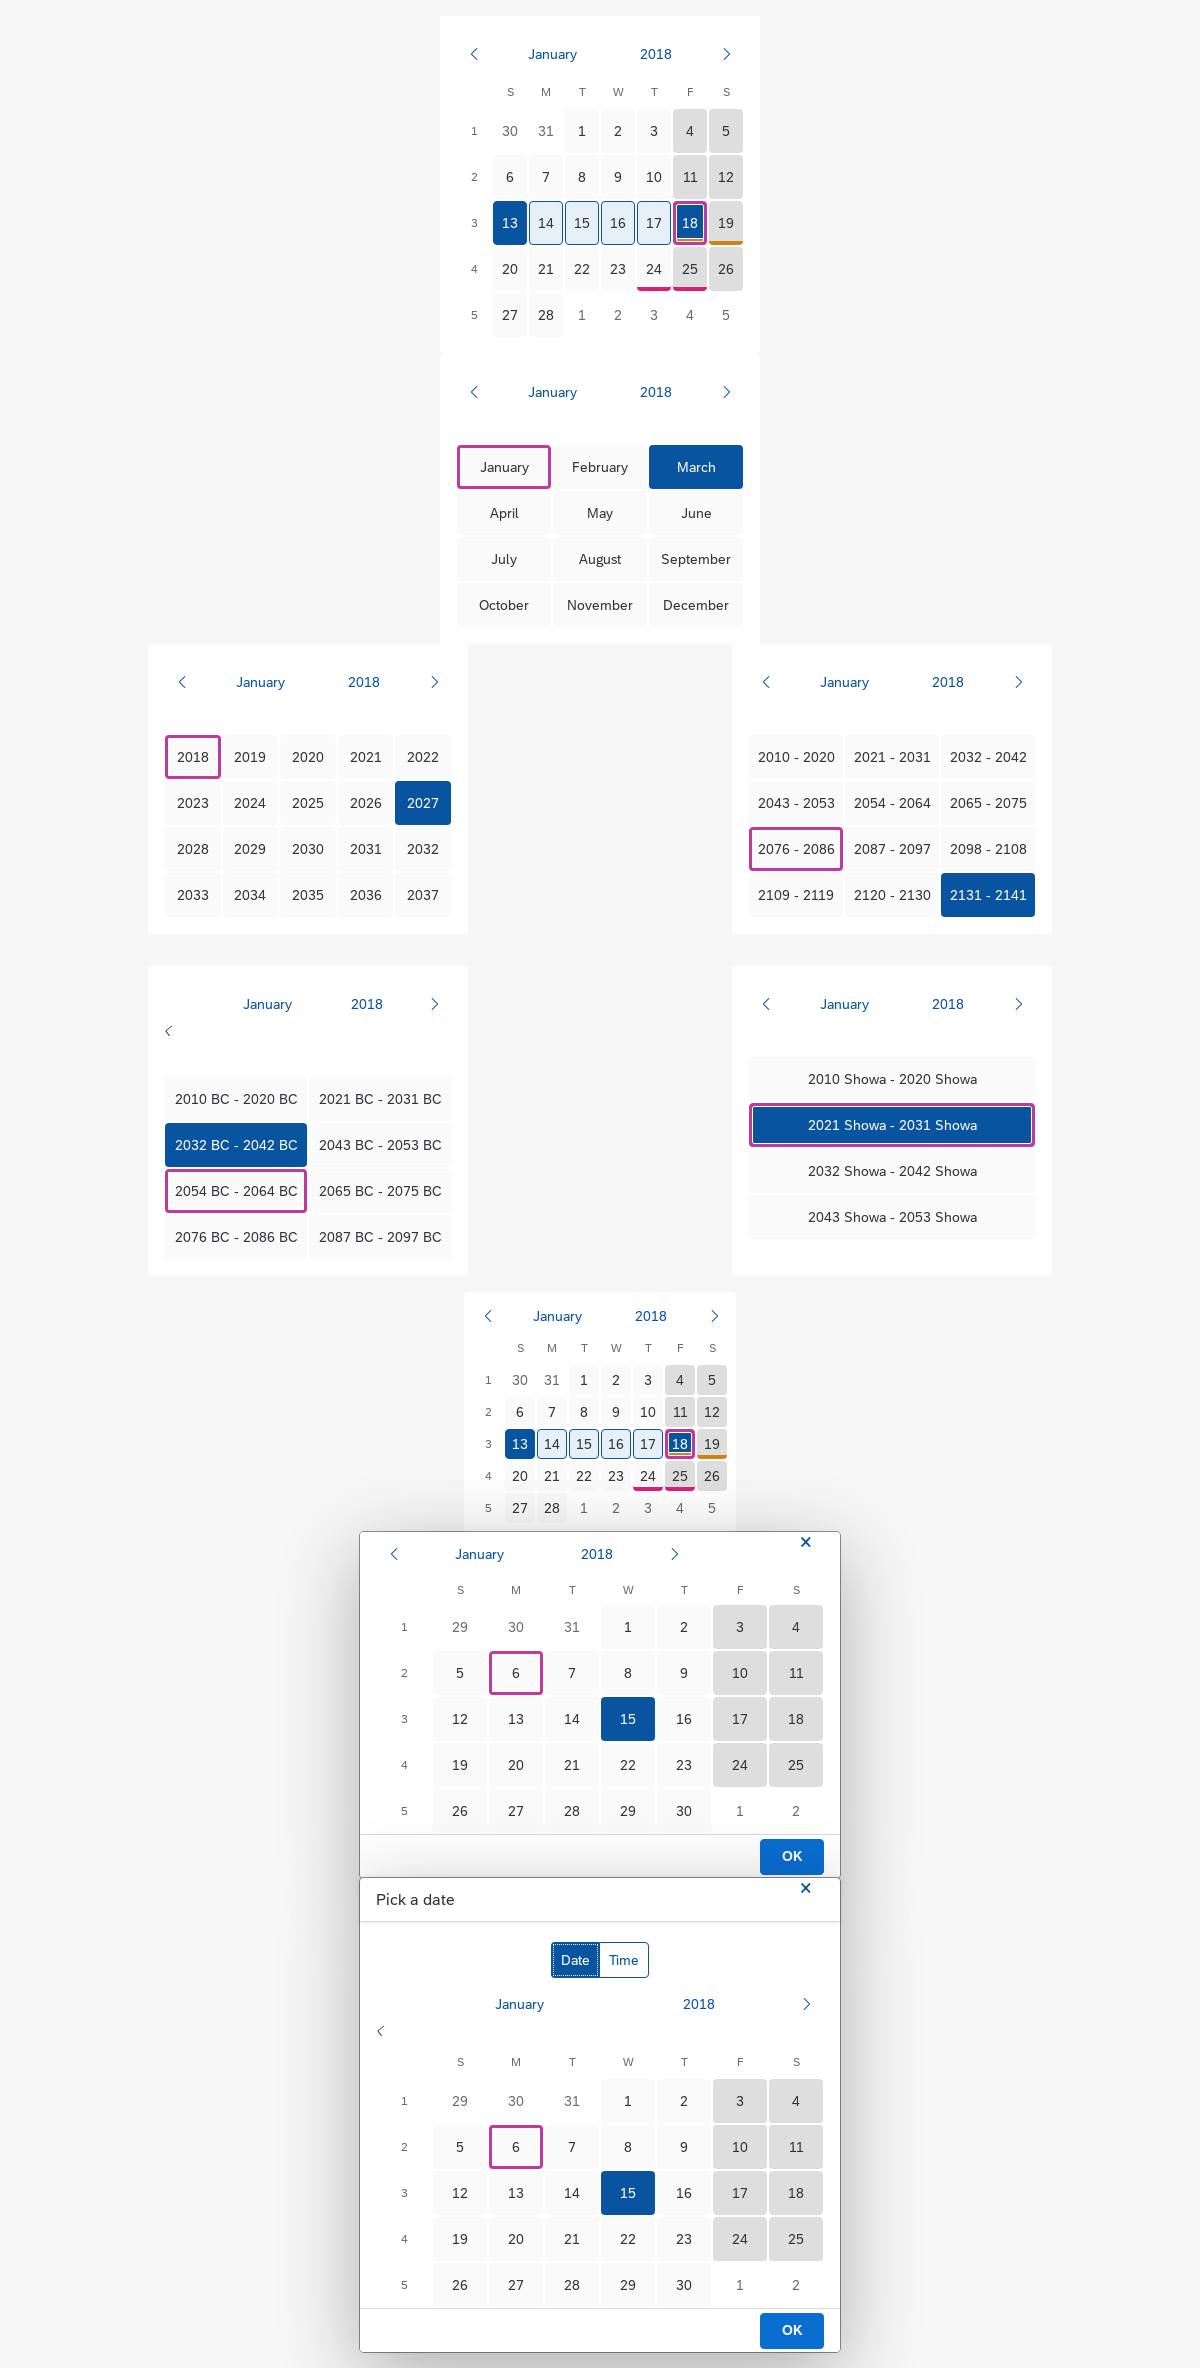 January 2018
S M T W T F S
1 30 31 1 2 3 4 5
2 6 7 8 9 10 11 12
3 13 14 15 16 17 18 19
4 20 21 22 23 24 25 26
5 27 28 1 2 3 4 5
January 2018
January February March
April May June
July August September
October November December
January 2018
2018 2019 2020 2021 2022
2023 2024 2025 2026 2027
2028 2029 2030 2031 2032
2033 2034 2035 2036 2037
January 2018
2010 - 2020 2021 - 2031 2032 - 2042
2043 - 2053 2054 - 2064 2065 - 2075
2076 - 2086 2087 - 2097 2098 - 2108
2109 - 2119 2120 - 2130 2131 - 2141
January 2018
2010 BC - 2020 BC 2021 BC - 2031 BC
2032 BC - 2042 BC 2043 BC - 2053 BC
2054 BC - 2064 BC 2065 BC - 2075 BC
2076 BC - 2086 BC 2087 BC - 2097 BC
January 2018
2010 Showa - 2020 Showa
2021 Showa - 2031 Showa
2032 Showa - 2042 Showa
2043 Showa - 2053 Showa
January 2018
S M T W T F S
1 30 31 1 2 3 4 5
2 6 7 8 9 10 11 12
3 13 14 15 16 17 18 19
4 20 21 22 23 24 25 26
5 27 28 1 2 3 4 5
January 2018
S M T W T F S
1 29 30 31 1 2 3 4
2 5 6 7 8 9 10 11
3 12 13 14 15 16 17 18
4 19 20 21 22 23 24 25
5 26 27 28 29 30 1 2
OK
Pick a date
Date Time
January 2018
S M T W T F S
1 29 30 31 1 2 3 4
2 5 6 7 8 9 10 11
3 12 13 14 15 16 17 18
4 19 20 21 22 23 24 25
5 26 27 28 29 30 1 2
OK